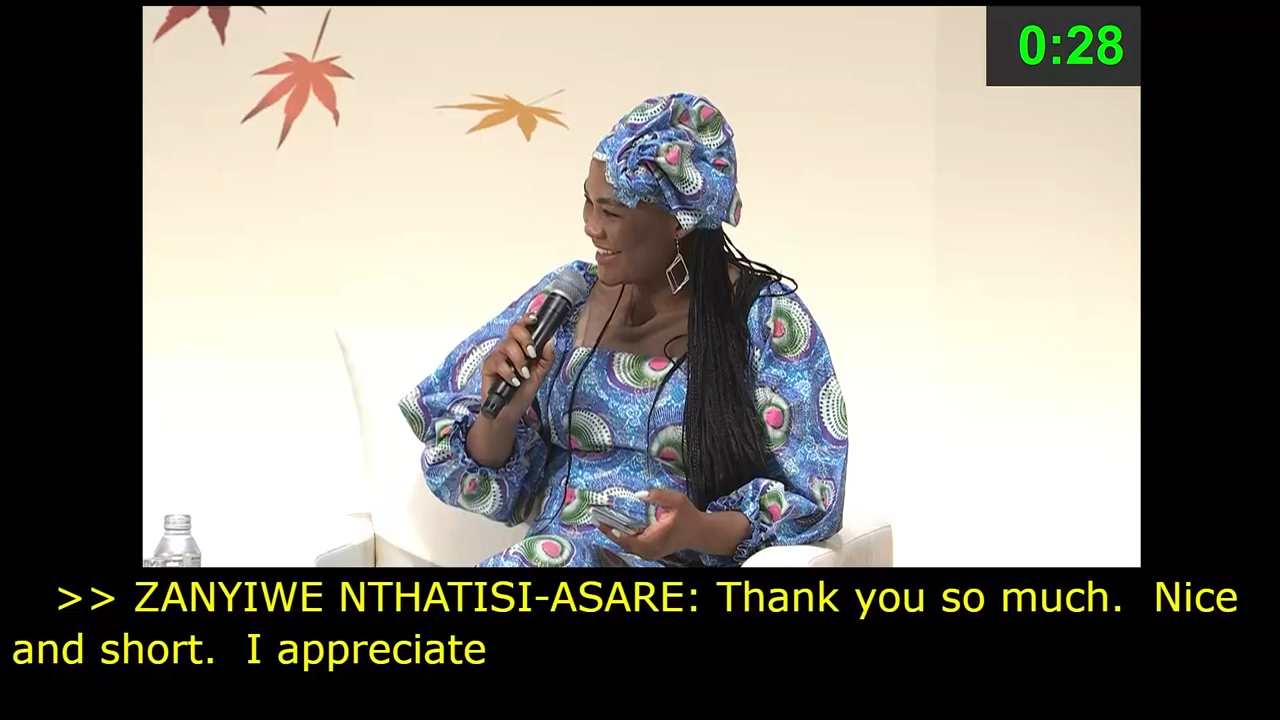 0:28
>> ZANYIWE NTHATISI-ASARE: Thank you so much.  Nice
and short.  I appreciate